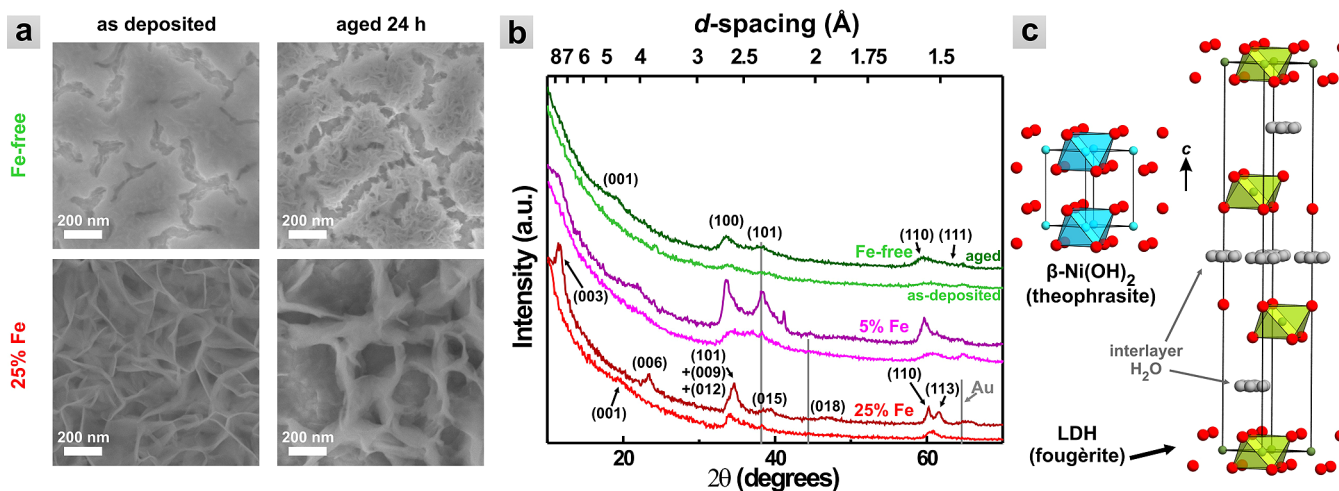 a
as deposited
aged 24 h
Fe-free
25% Fe
200 nm
200 nm
200 nm
200 nm
b
d-spacing (Å)
8 7 6 5 4 3 2.5 2 1.75 1.5
Intensity (a.u.)
(001)
(100)
(101)
(110)
(111)
aged
Fe-free
as-deposited
(003)
5% Fe
(006)
(101)
+(009)
+(012)
(001)
(015)
(018)
25% Fe
(110)
(113)
Au
20 40 60
2θ (degrees)
c
c
β-Ni(OH)2
(theophrasite)
interlayer
H2O
LDH
(fougèrite)